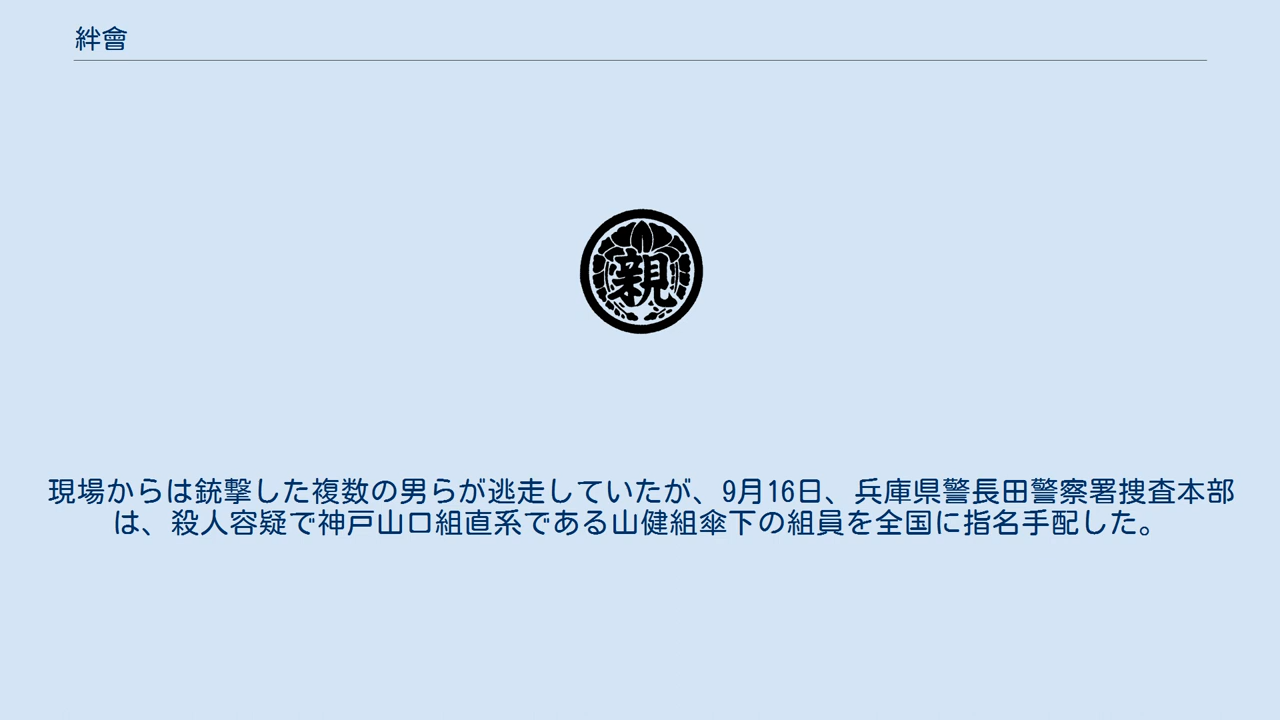 絆會
親
現場からは銃撃した複数の男らが逃走していたが、9月16日、兵庫県警長田警察署捜査本部
は、殺人容疑で神戸山口組直系である山健組傘下の組員を全国に指名手配した。